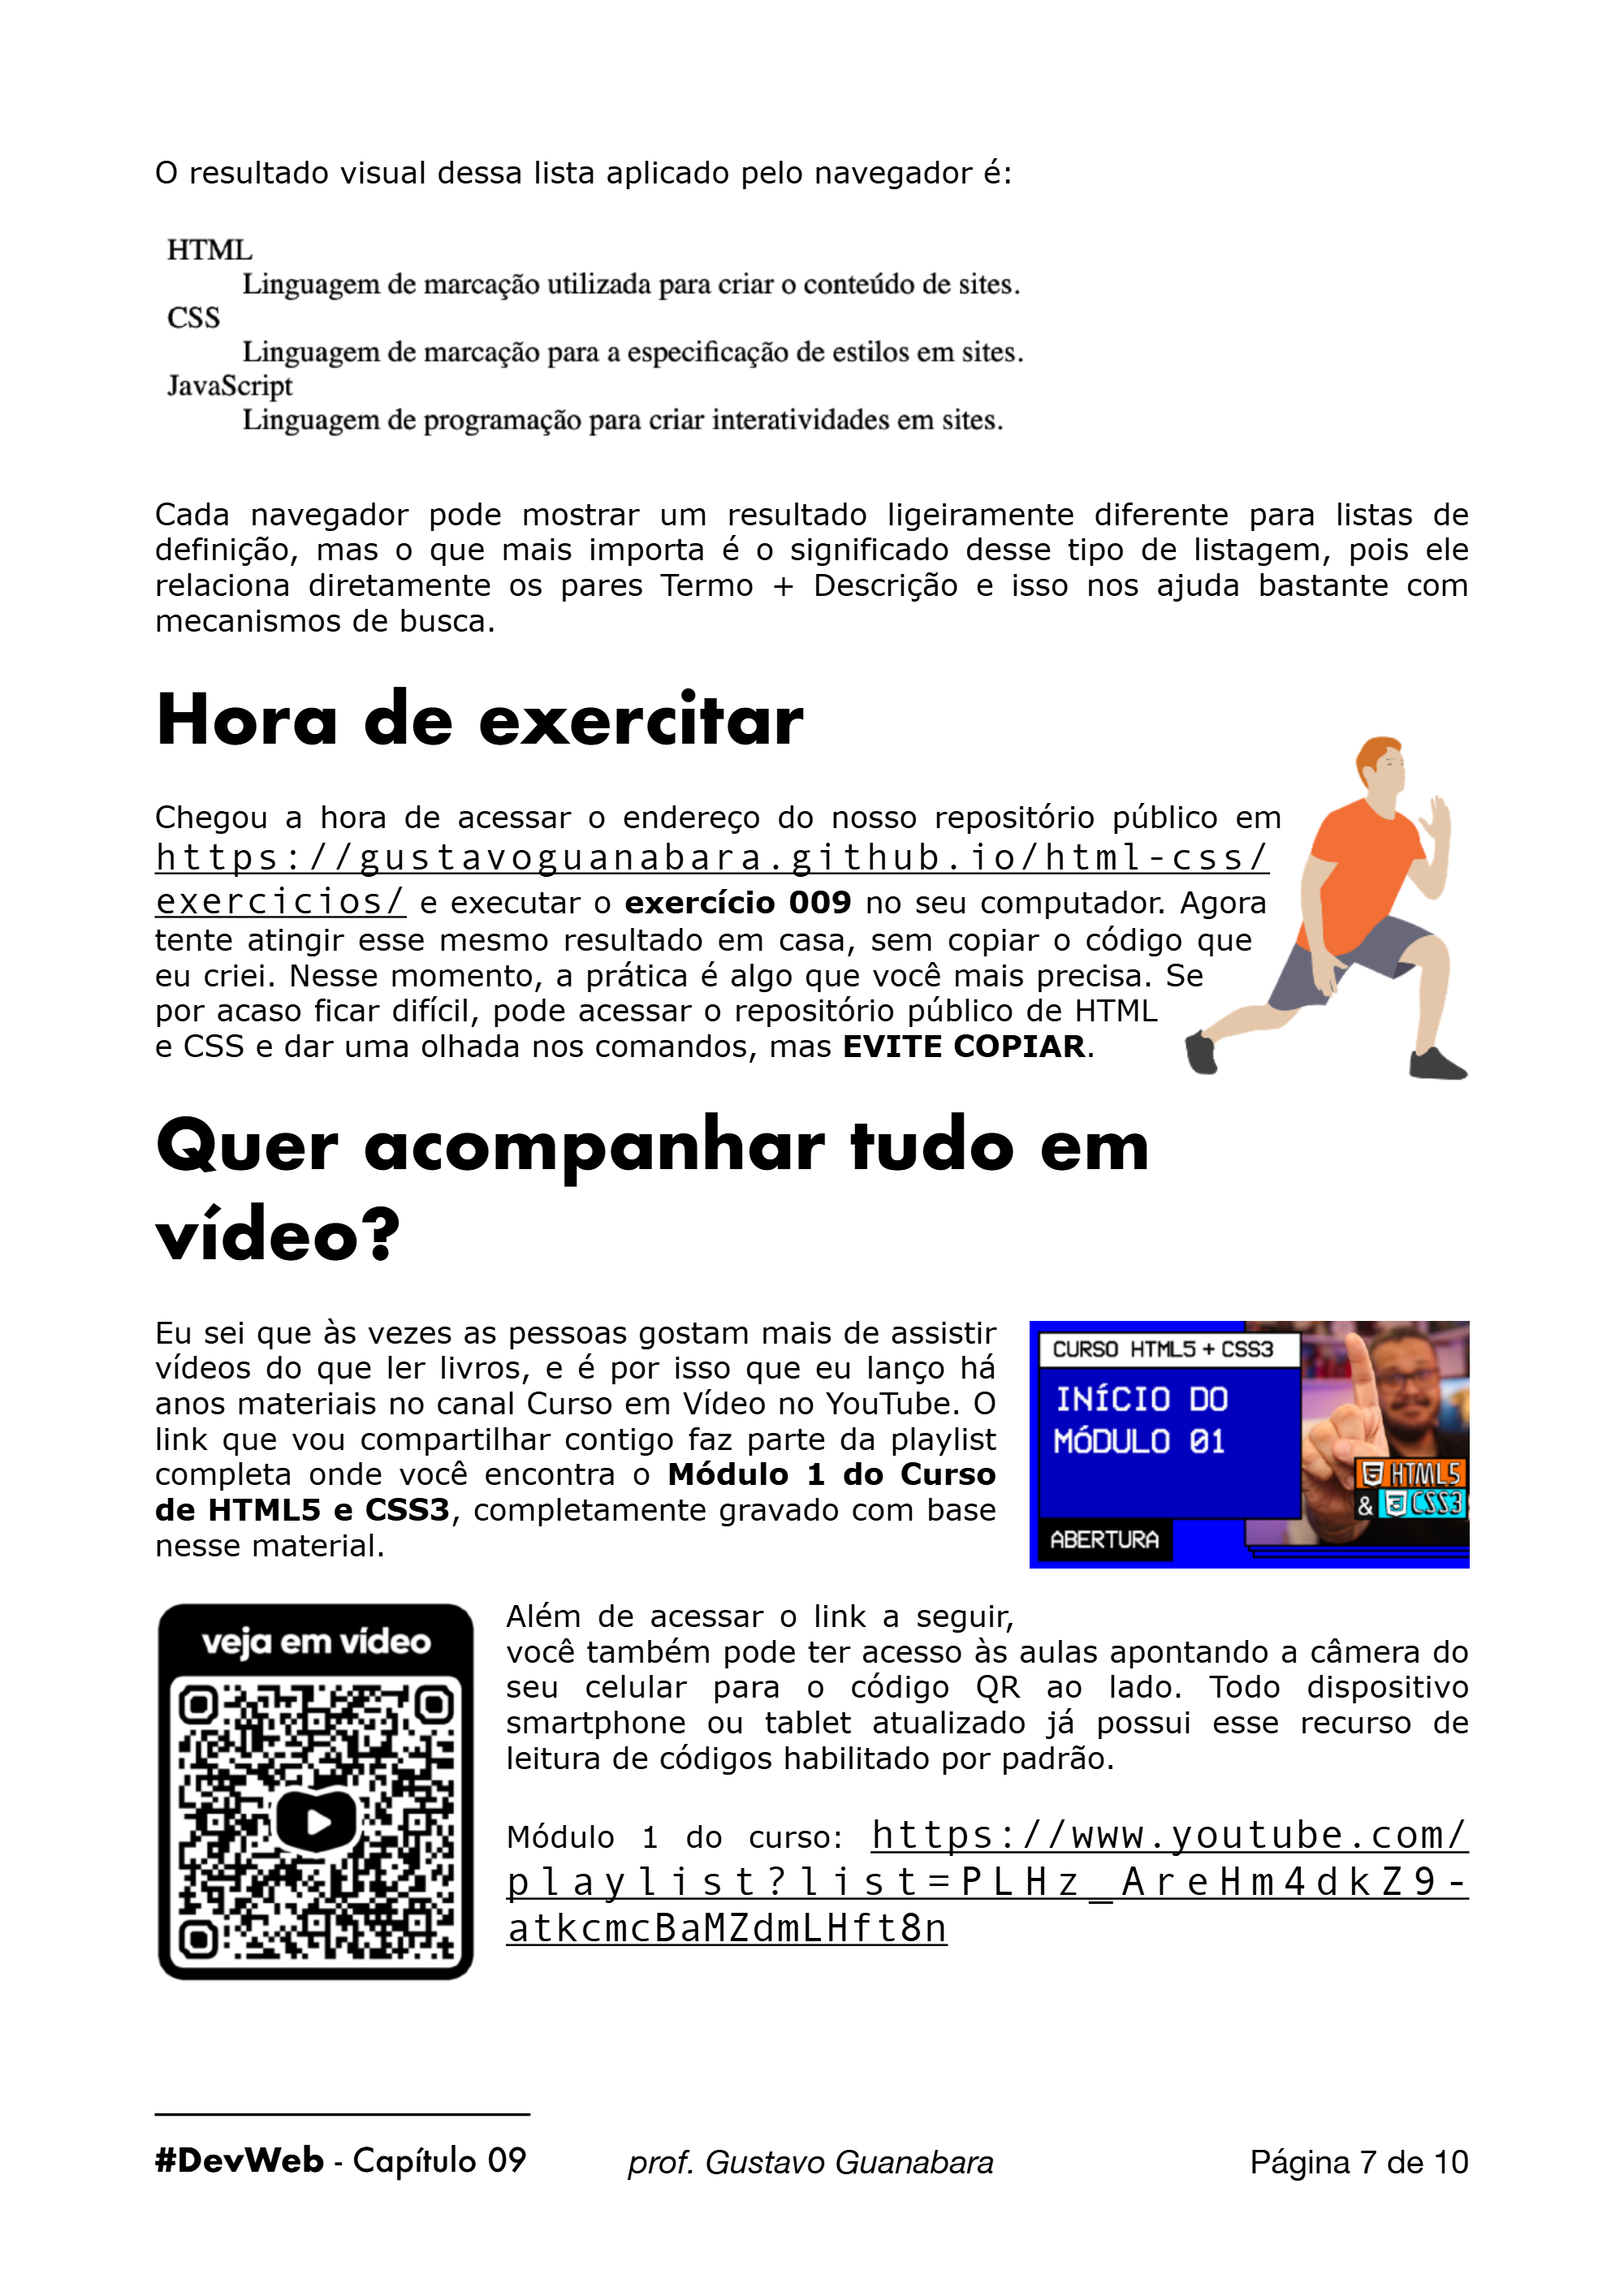 O resultado visual dessa lista aplicado pelo navegador é:
HTML
Linguagem de marcação utilizada para criar o conteúdo de sites.
CSS
Linguagem de marcação para a especificação de estilos em sites.
JavaScript
Linguagem de programação para criar interatividades em sites.
Cada navegador pode mostrar um resultado ligeiramente diferente para listas de
definição, mas o que mais importa é o significado desse tipo de listagem, pois ele
relaciona diretamente os pares Termo + Descrição e isso nos ajuda bastante com
mecanismos de busca.
Hora de exercitar
Chegou a hora de acessar o endereço do nosso repositório público em
https://gustavoguanabara.github.io/html-css/
exercicios/ e executar o exercício 009 no seu computador. Agora
tente atingir esse mesmo resultado em casa, sem copiar o código que
eu criei. Nesse momento, a prática é algo que você mais precisa. Se
por acaso ficar difícil, pode acessar o repositório público de HTML
e CSS e dar uma olhada nos comandos, mas EVITE COPIAR.
Quer acompanhar tudo em
vídeo?
Eu sei que às vezes as pessoas gostam mais de assistir
vídeos do que ler livros, e é por isso que eu lanço há
anos materiais no canal Curso em Vídeo no YouTube. O
link que vou compartilhar contigo faz parte da playlist
completa onde você encontra o Módulo 1 do Curso
de HTML5 e CSS3, completamente gravado com base
nesse material.
CURSO HTML5 + CSS3
INÍCIO DO
MÓDULO 01
HTML5
& CSS3
ABERTURA
veja em vídeo
Além de acessar o link a seguir,
você também pode ter acesso às aulas apontando a câmera do
seu celular para o código QR ao lado. Todo dispositivo
smartphone ou tablet atualizado já possui esse recurso de
leitura de códigos habilitado por padrão.
Módulo 1 do curso: https://www.youtube.com/
playlist?list=PLHz_AreHm4dkZ9-
atkcmcBaMZdmLHft8n
#DevWeb - Capítulo 09 prof. Gustavo Guanabara Página 7 de 10